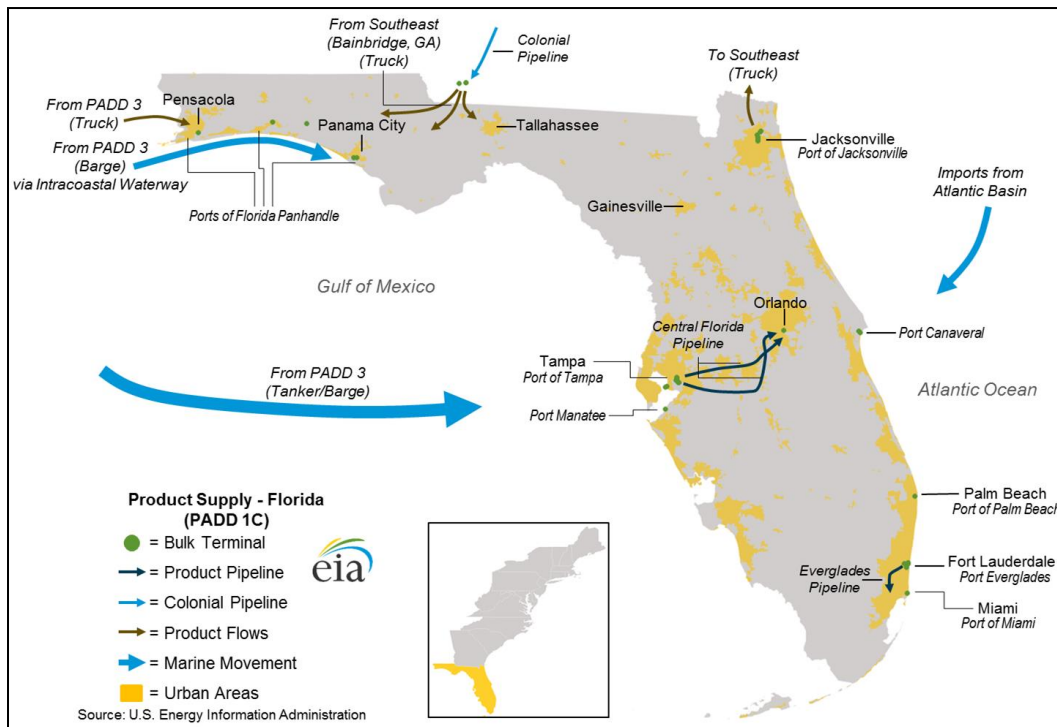 From Southeast
(Bainbridge, GA)
(Truck)
Colonial
Pipeline
To Southeast
(Truck)
From PADD 3
(Truck)
Pensacola
Panama City
Tallahassee
Jacksonville
Port of Jacksonville
From PADD 3
(Barge)
via Intracoastal Waterway
Ports of Florida Panhandle
Imports from
Atlantic Basin
Gainesville
Gulf of Mexico
Orlando
Central Florida
Pipeline
Port Canaveral
From PADD 3
(Tanker/Barge)
Tampa
Port of Tampa
Port Manatee
Atlantic Ocean
Palm Beach
Port of Palm Beach
Everglades
Pipeline
Fort Lauderdale
Port Everglades
Miami
Port of Miami
Product Supply - Florida
(PADD 1C)
= Bulk Terminal
= Product Pipeline
= Colonial Pipeline
= Product Flows
= Marine Movement
= Urban Areas
eia
Source: U.S. Energy Information Administration